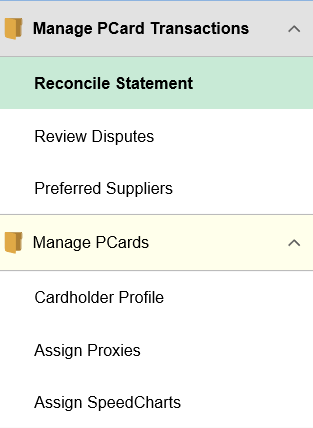 Manage PCard Transactions
Reconcile Statement
Review Disputes
Preferred Suppliers
Manage PCards
Cardholder Profile
Assign Proxies
Assign SpeedCharts